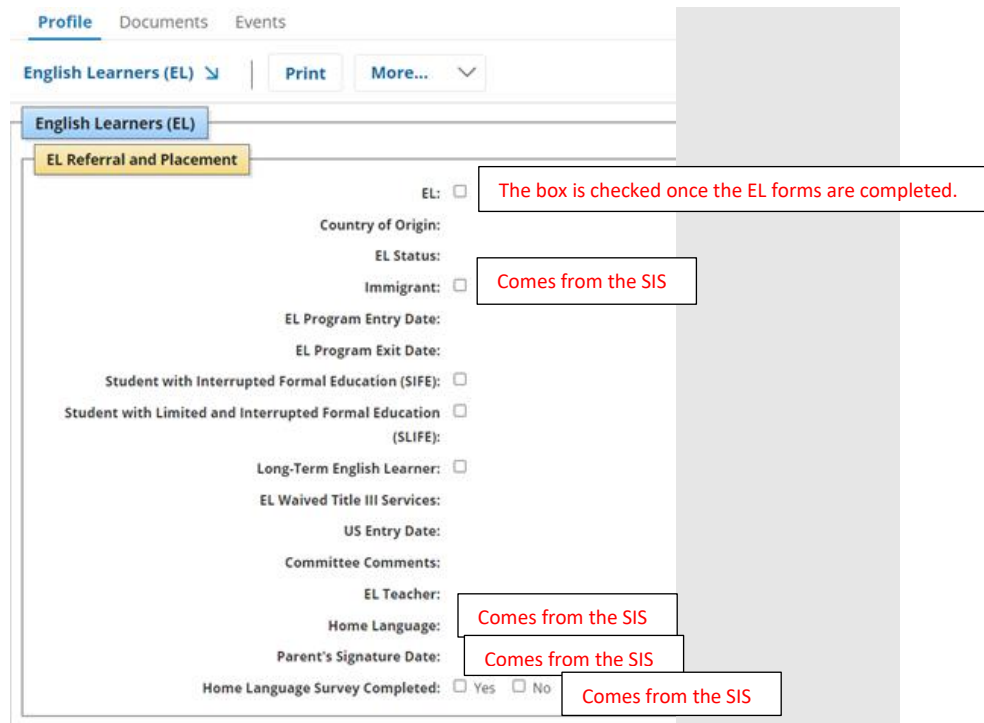 Profile Documents Events
English Learners (EL) Print More...
English Learners (EL)
EL Referral and Placement
EL: The box is checked once the EL forms are completed.
Country of Origin:
EL Status:
Immigrant: Comes from the SIS
EL Program Entry Date:
EL Program Exit Date:
Student with Interrupted Formal Education (SIFE):
Student with Limited and Interrupted Formal Education
(SLIFE):
Long-Term English Learner:
EL Waived Title III Services:
US Entry Date:
Committee Comments:
EL Teacher:
Home Language: Comes from the SIS
Parent's Signature Date: Comes from the SIS
Home Language Survey Completed: Yes No Comes from the SIS